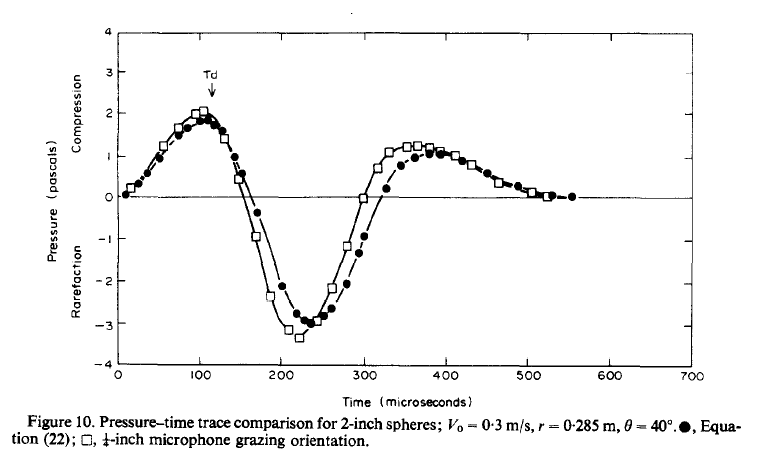 4
3
2
1
0
-1
-2
-3
-4
Compression
Pressure (pascals)
Rarefaction
Td
0
100
200
300
400
500
600
700
Time (microseconds)
Figure 10. Pressure–time trace comparison for 2-inch spheres; V₀ = 0·3 m/s, r = 0·285 m, θ = 40°. ●, Equa-
tion (22); □, ¼-inch microphone grazing orientation.